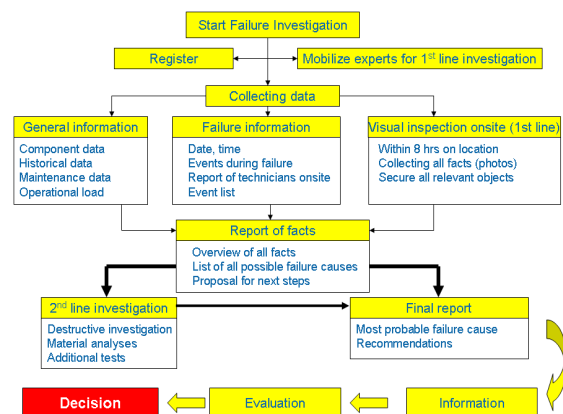 Start Failure Investigation
Register
Mobilize experts for 1st line investigation
Collecting data
General information
Component data
Historical data
Maintenance data
Operational load
Failure information
Date, time
Events during failure
Report of technicians onsite
Event list
Visual inspection onsite (1st line)
Within 8 hrs on location
Collecting all facts (photos)
Secure all relevant objects
Report of facts
Overview of all facts
List of all possible failure causes
Proposal for next steps
2nd line investigation
Destructive investigation
Material analyses
Additional tests
Final report
Most probable failure cause
Recommendations
Decision
Evaluation
Information